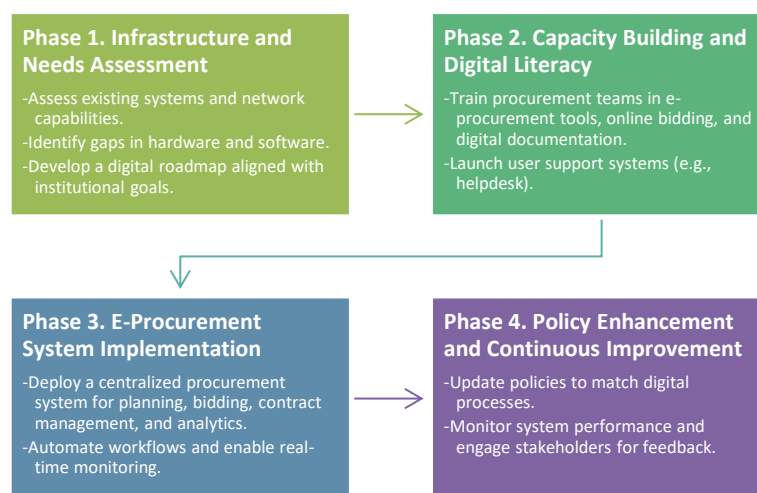 Phase 1. Infrastructure and
Needs Assessment
-Assess existing systems and network
capabilities.
-Identify gaps in hardware and software.
-Develop a digital roadmap aligned with
institutional goals.
Phase 2. Capacity Building and
Digital Literacy
-Train procurement teams in e-
procurement tools, online bidding, and
digital documentation.
-Launch user support systems (e.g.,
helpdesk).
Phase 3. E-Procurement
System Implementation
-Deploy a centralized procurement
system for planning, bidding, contract
management, and analytics.
-Automate workflows and enable real-
time monitoring.
Phase 4. Policy Enhancement
and Continuous Improvement
-Update policies to match digital
processes.
-Monitor system performance and
engage stakeholders for feedback.